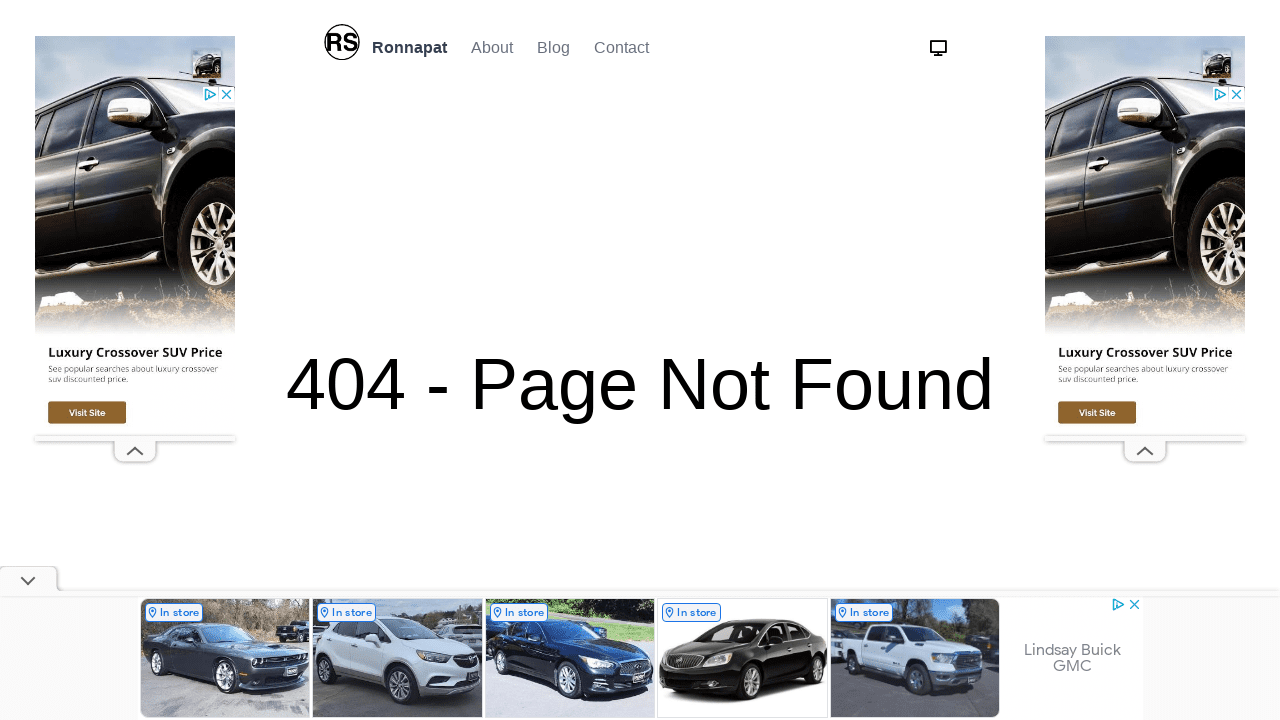 RS
Ronnapat About Blog Contact
Luxury Crossover SUV Price
See popular searches about luxury crossover
suv discounted price.
Visit Site
404 - Page Not Found
Luxury Crossover SUV Price
See popular searches about luxury crossover
suv discounted price.
Visit Site
In store
In store
In store
In store
In store
Lindsay Buick
GMC